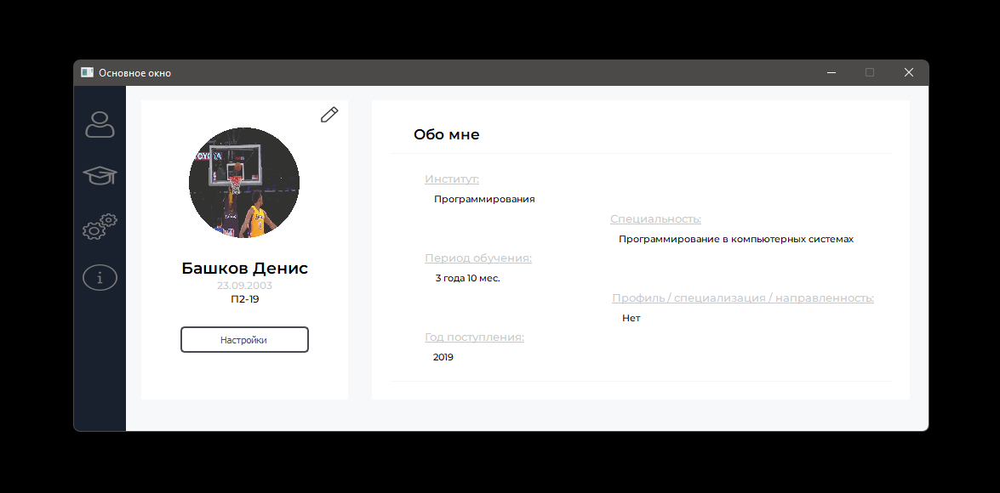 Основное окно
Башков Денис
23.09.2003
П2-19
Настройки
Обо мне
Институт:
Программирования
Специальность:
Программирование в компьютерных системах
Период обучения:
3 года 10 мес.
Профиль / специализация / направленность:
Нет
Год поступления:
2019